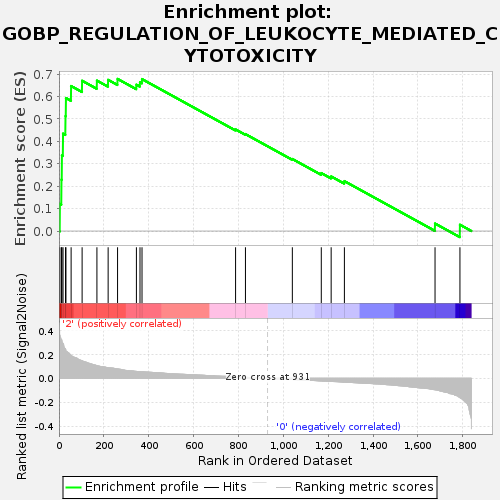 Enrichment plot:
GOBP_REGULATION_OF_LEUKOCYTE_MEDIATED_C
YTOTOXICITY
Enrichment score (ES)
0.7
0.6
0.5
0.4
0.3
0.2
0.1
0.0
'2' (positively correlated)
Ranked list metric (Signal2Noise)
0.4
0.2
0.0
-0.2
-0.4
Zero cross at 931
'0' (negatively correlated)
0 200 400 600 800 1,000 1,200 1,400 1,600 1,800
Rank in Ordered Dataset
Enrichment profile Hits Ranking metric scores